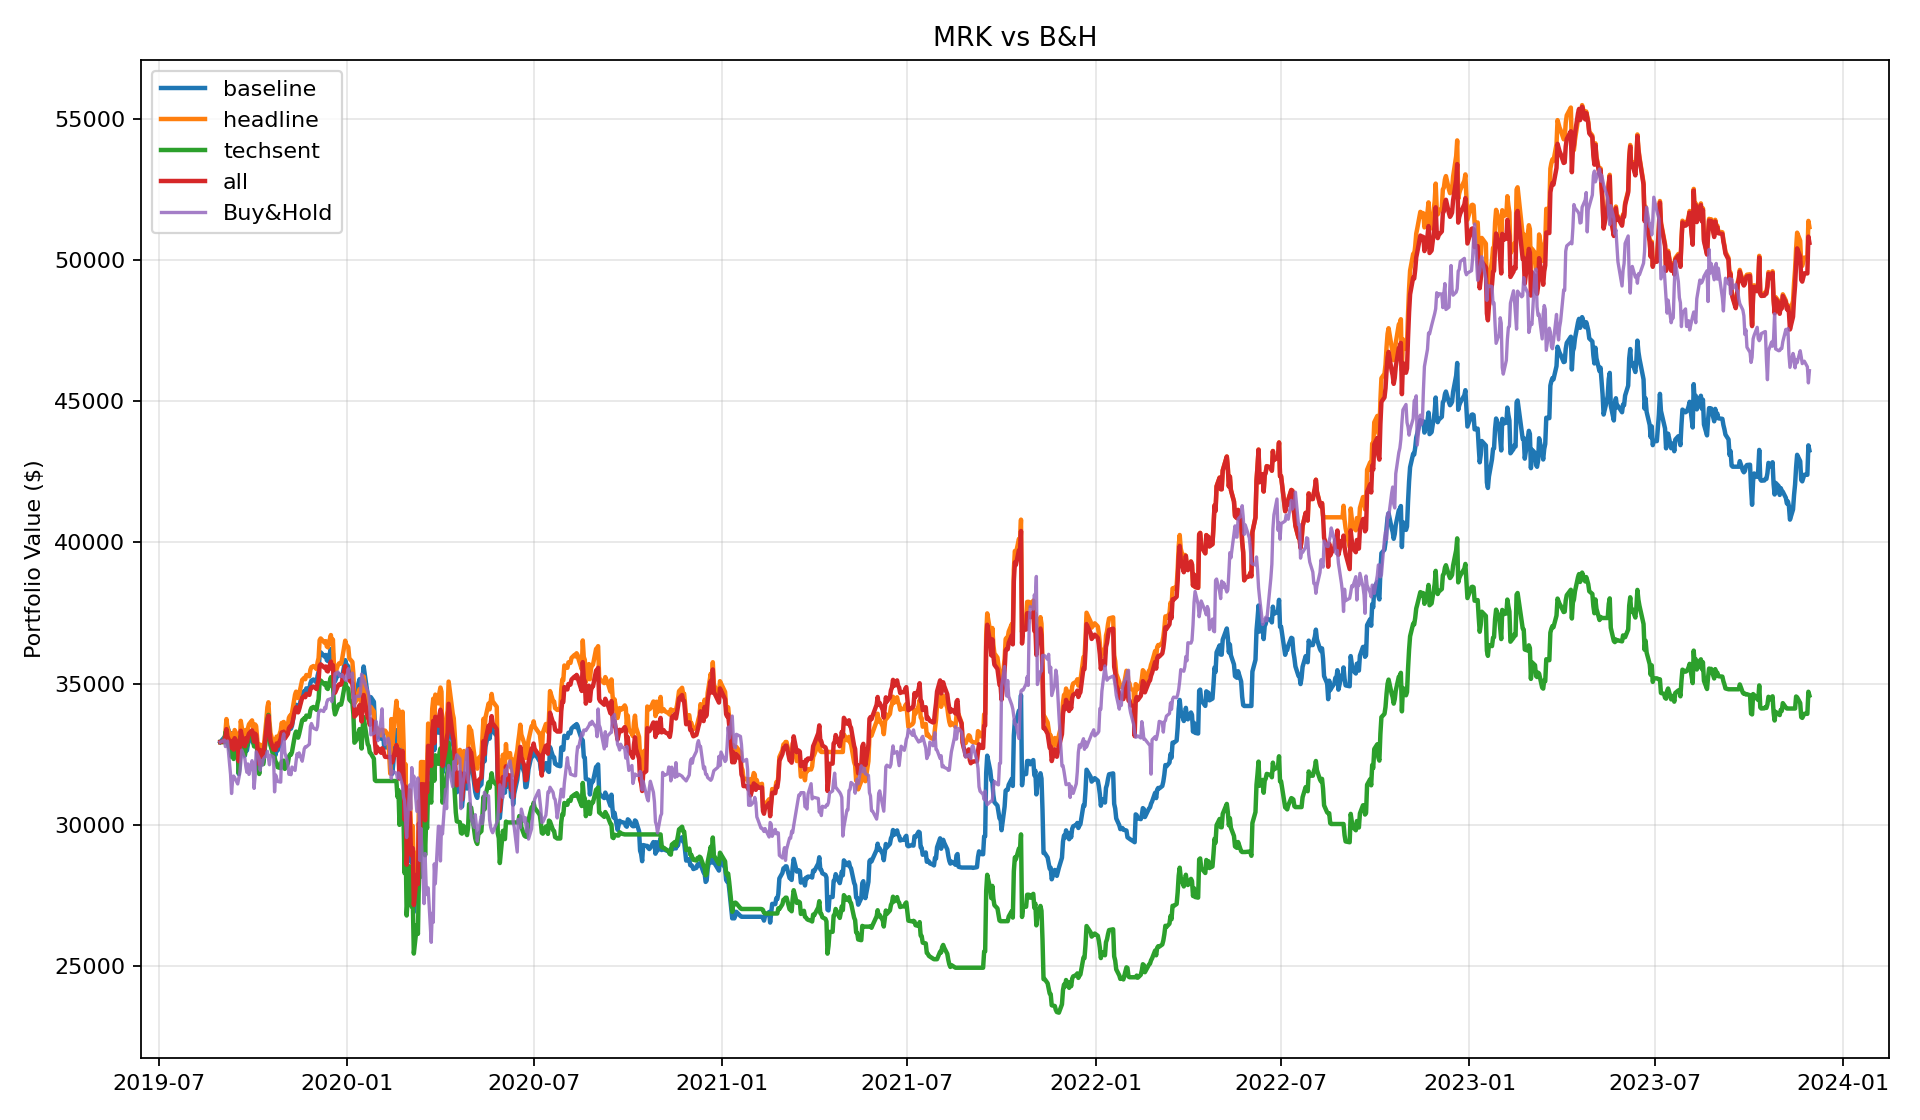 MRK vs B&H
baseline
headline
techsent
all
Buy&Hold
Portfolio Value ($)
55000
50000
45000
40000
35000
30000
25000
2019-07
2020-01
2020-07
2021-01
2021-07
2022-01
2022-07
2023-01
2023-07
2024-01